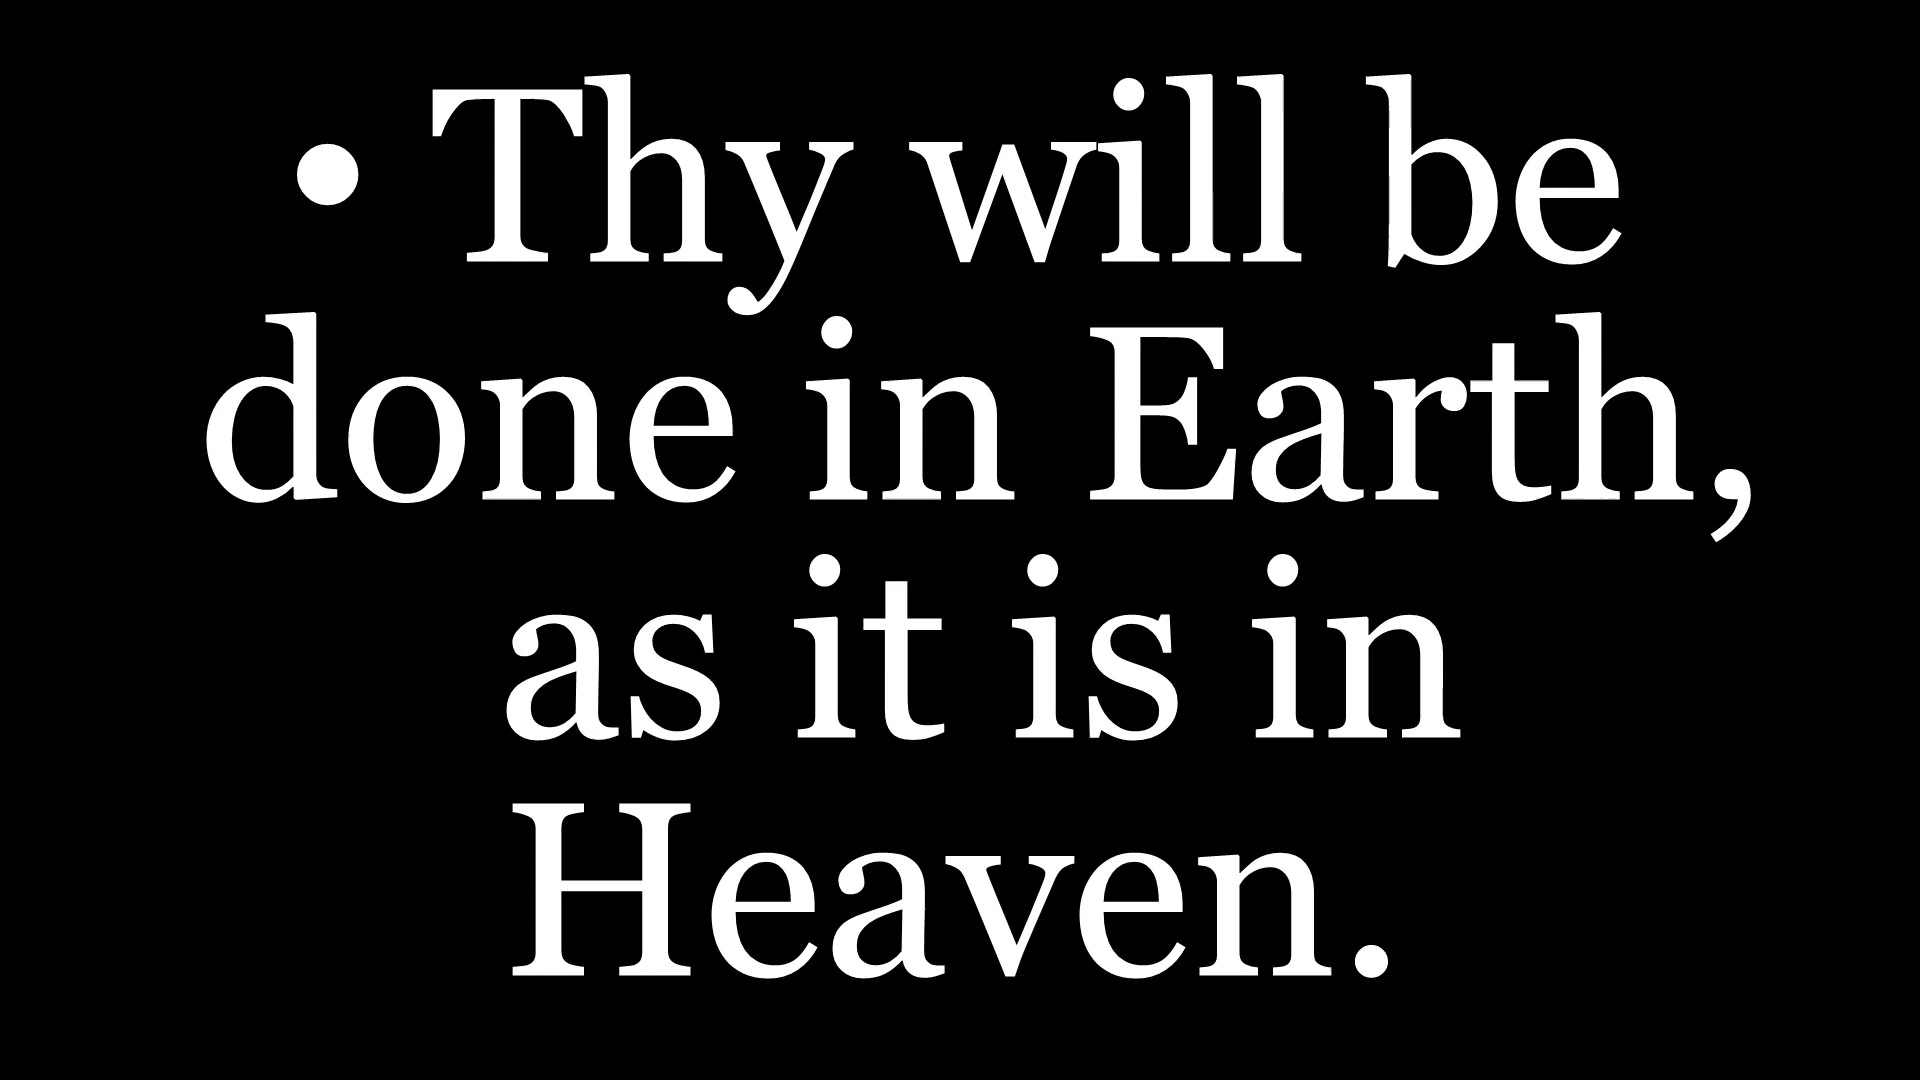 • Thy will be
done in Earth,
as it is in
Heaven.